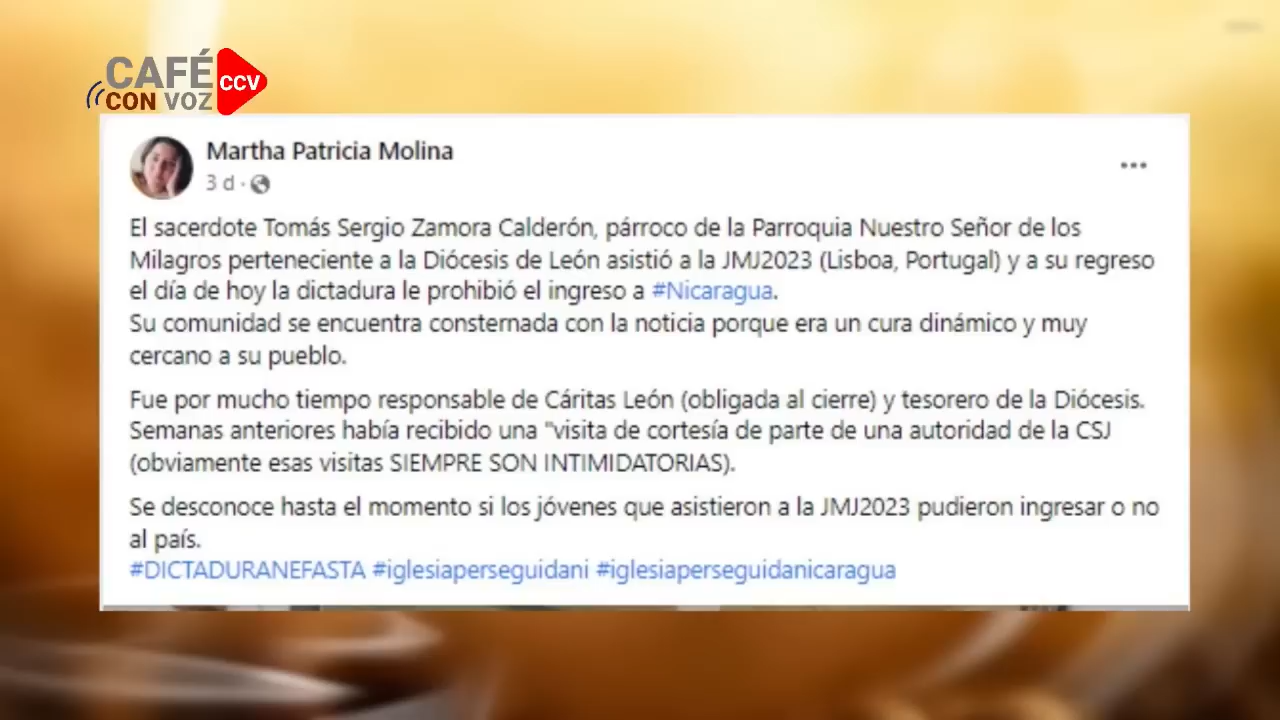 CAFÉ
CON VOZ
CCV
Martha Patricia Molina
3 d ·
El sacerdote Tomás Sergio Zamora Calderón, párroco de la Parroquia Nuestro Señor de los
Milagros perteneciente a la Diócesis de León asistió a la JMJ2023 (Lisboa, Portugal) y a su regreso
el día de hoy la dictadura le prohibió el ingreso a #Nicaragua.
Su comunidad se encuentra consternada con la noticia porque era un cura dinámico y muy
cercano a su pueblo.
Fue por mucho tiempo responsable de Cáritas León (obligada al cierre) y tesorero de la Diócesis.
Semanas anteriores había recibido una "visita de cortesía de parte de una autoridad de la CSJ
(obviamente esas visitas SIEMPRE SON INTIMIDATORIAS).
Se desconoce hasta el momento si los jóvenes que asistieron a la JMJ2023 pudieron ingresar o no
al país.
#DICTADURANEFASTA #iglesiaperseguidani #iglesiaperseguidanicaragua